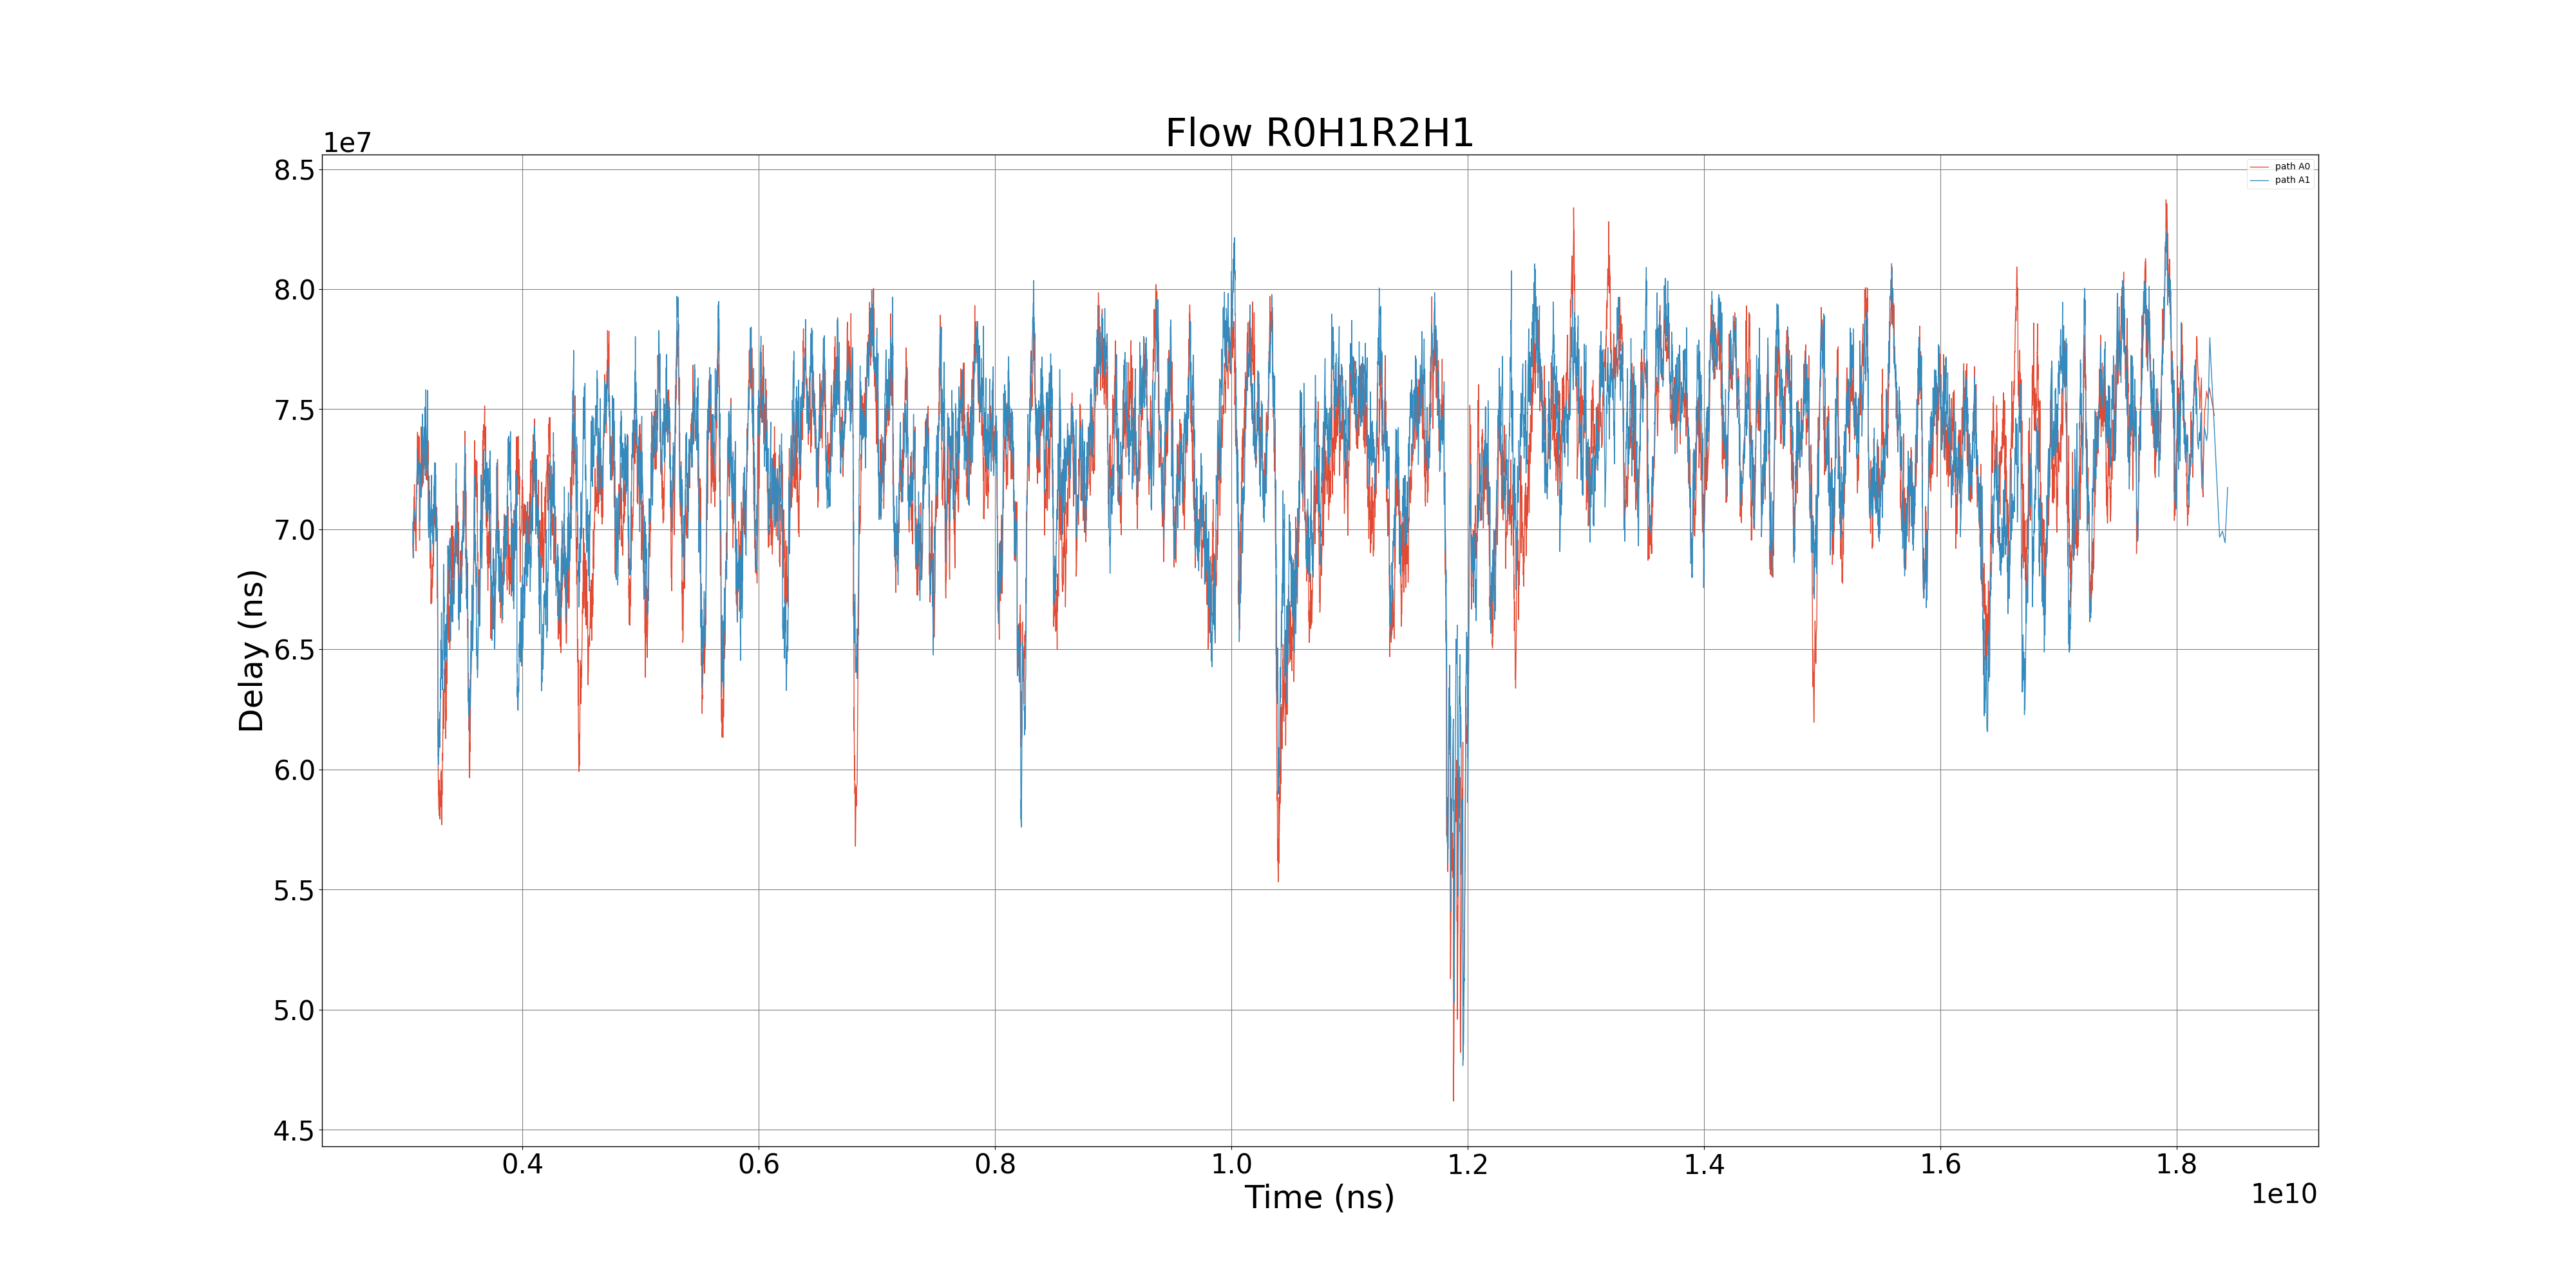 Flow R0H1R2H1
1e7
path A0
path A1
8.5
8.0
7.5
7.0
6.5
6.0
5.5
5.0
4.5
Delay (ns)
0.4 0.6 0.8 1.0 1.2 1.4 1.6 1.8
Time (ns)
1e10